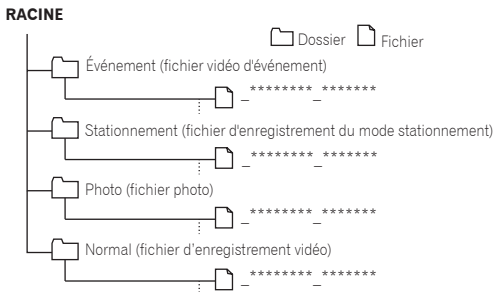 RACINE
Dossier Fichier
Événement (fichier vidéo d'événement)
_********_*******
Stationnement (fichier d'enregistrement du mode stationnement)
_********_*******
Photo (fichier photo)
_********_*******
Normal (fichier d'enregistrement vidéo)
_********_*******